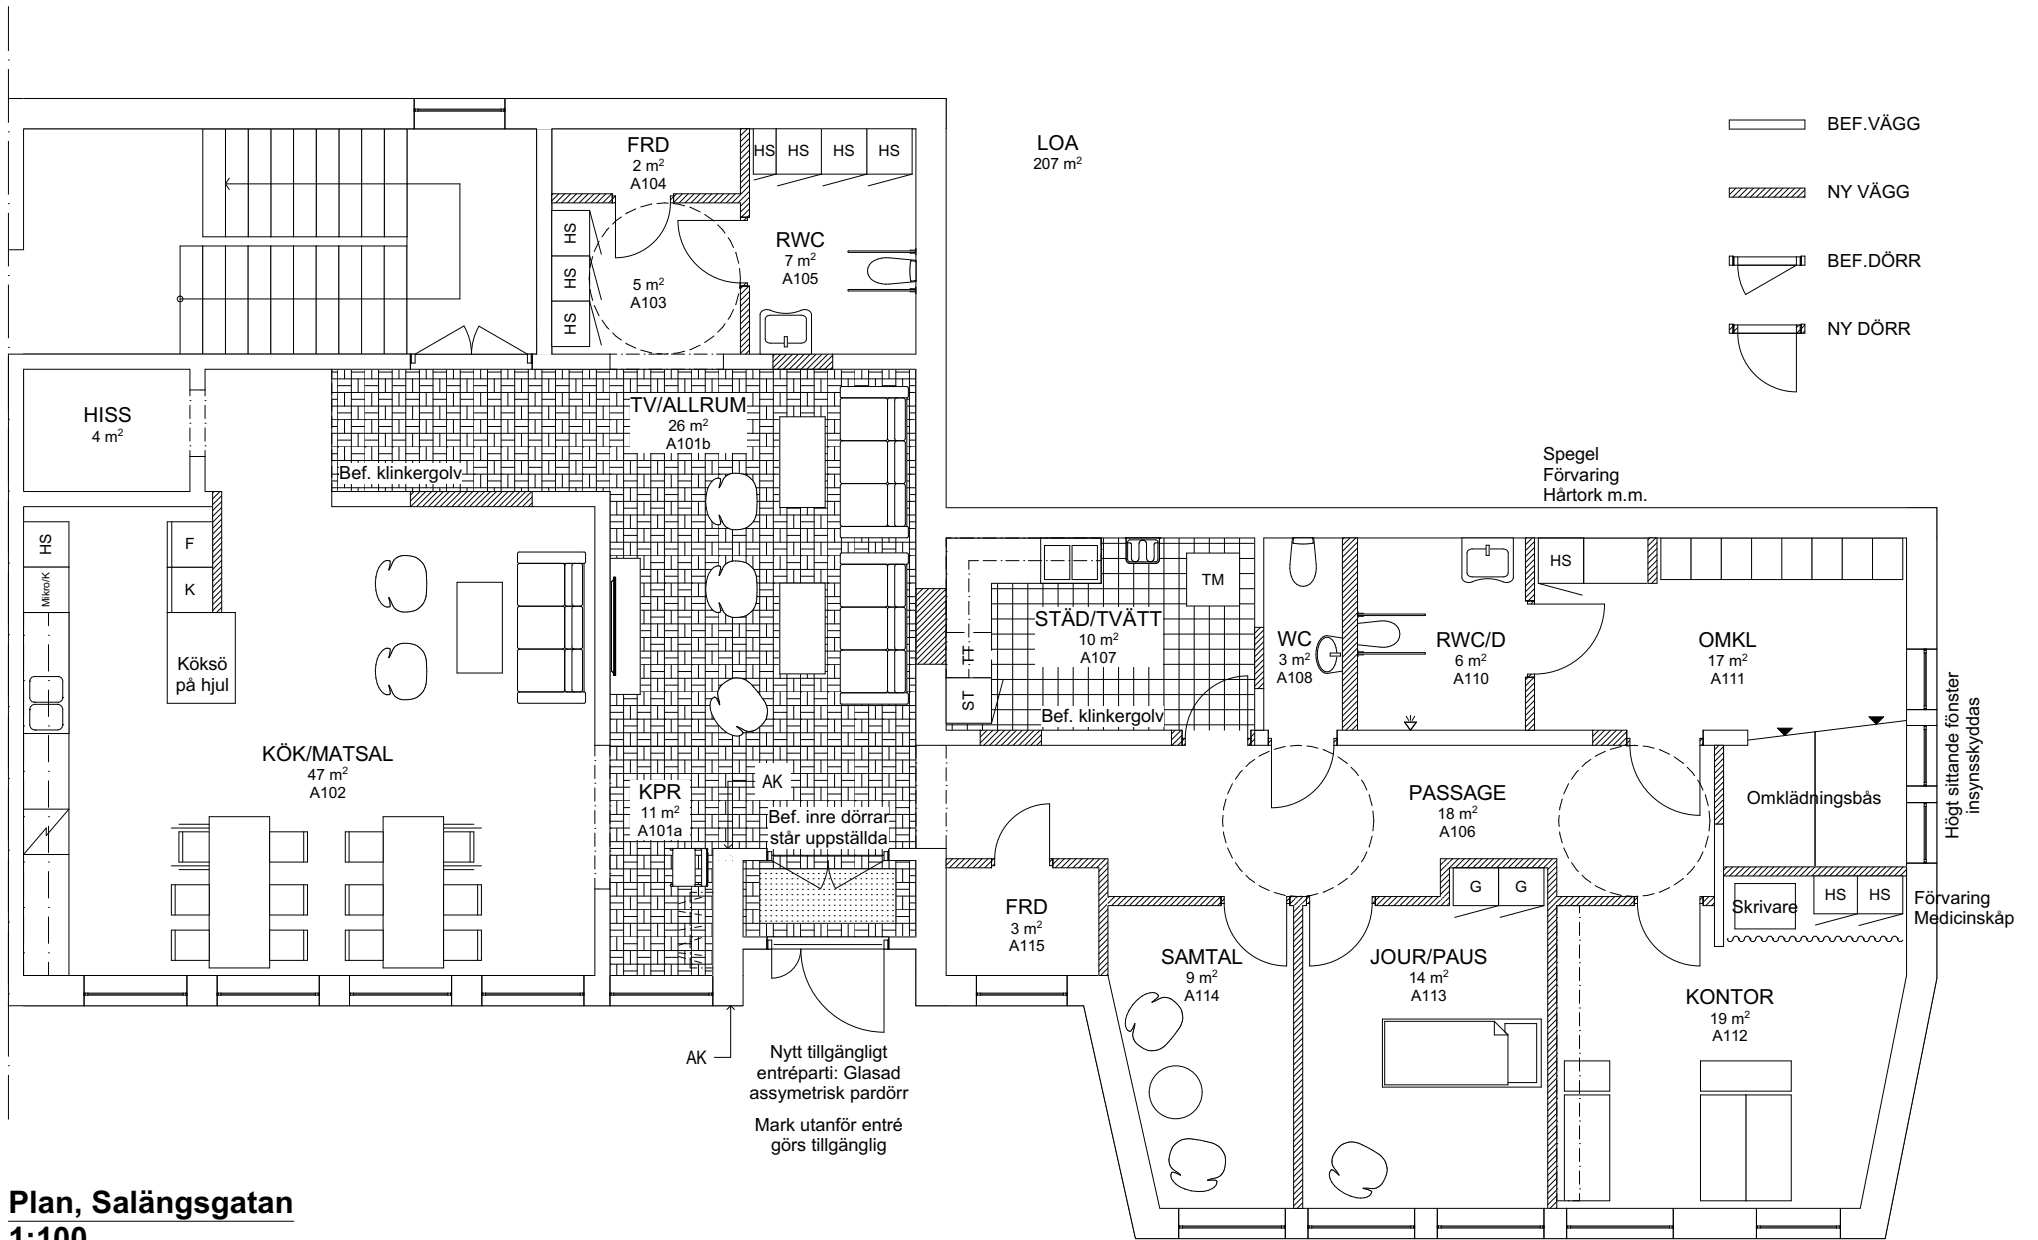 LOA
207 m²
BEF.VÄGG
NY VÄGG
BEF.DÖRR
NY DÖRR
FRD
2 m²
A104
HS
HS
HS
HS
HS
HS
HS
5 m²
A103
RWC
7 m²
A105
HISS
4 m²
TV/ALLRUM
26 m²
A101b
Bef. klinkergolv
Spegel
Förvaring
Hårtork m.m.
HS
Mikro/K
F
K
Köksö
på hjul
KÖK/MATSAL
47 m²
A102
KPR
11 m²
A101a
AK
Bef. inre dörrar
står uppställda
STÄD/TVÄTT
10 m²
A107
TM
TT
ST
Bef. klinkergolv
WC
3 m²
A108
RWC/D
6 m²
A110
HS
OMKL
17 m²
A111
Högt sittande fönster
insynsskyddas
Omklädningsbås
PASSAGE
18 m²
A106
G
G
Skrivare
HS
HS
Förvaring
Medicinskåp
FRD
3 m²
A115
SAMTAL
9 m²
A114
JOUR/PAUS
14 m²
A113
KONTOR
19 m²
A112
AK
Nytt tillgängligt
entréparti: Glasad
assymetrisk pardörr
Mark utanför entré
görs tillgänglig
Plan, Salängsgatan
1:100